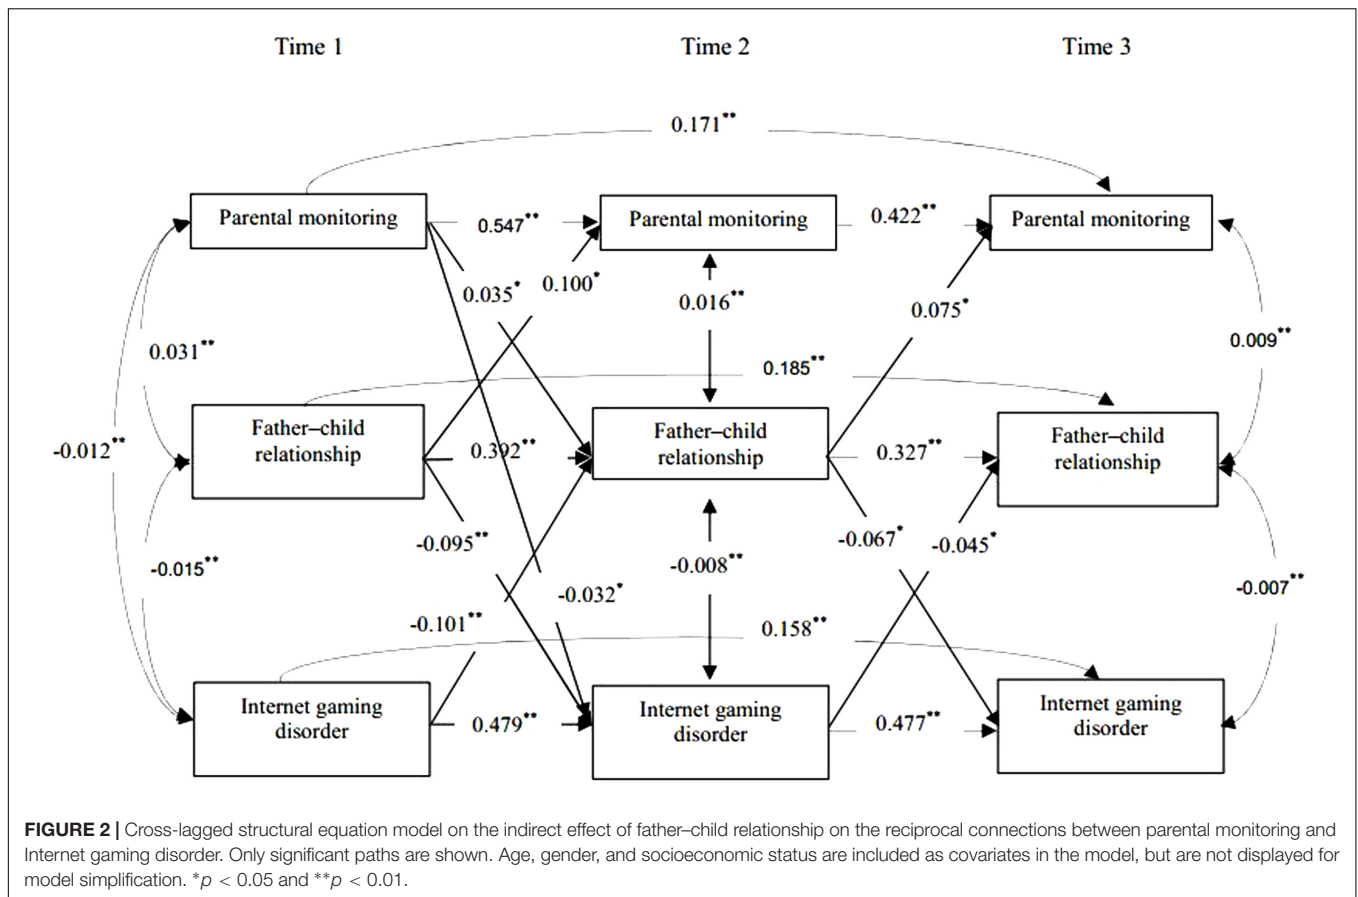 Time 1
Time 2
Time 3
0.171**
Parental monitoring
0.547**
Parental monitoring
0.422**
Parental monitoring
0.035*
0.100*
0.016**
0.075*
0.031**
0.009**
0.185**
Father–child
relationship
0.392**
Father–child
relationship
0.327**
Father–child
relationship
-0.012**
-0.095**
-0.067*
-0.045*
-0.015**
-0.008**
-0.007**
-0.032*
-0.101**
0.158**
Internet gaming
disorder
0.479**
Internet gaming
disorder
0.477**
Internet gaming
disorder
FIGURE 2 | Cross-lagged structural equation model on the indirect effect of father–child relationship on the reciprocal connections between parental monitoring and
Internet gaming disorder. Only significant paths are shown. Age, gender, and socioeconomic status are included as covariates in the model, but are not displayed for
model simplification. *p < 0.05 and **p < 0.01.